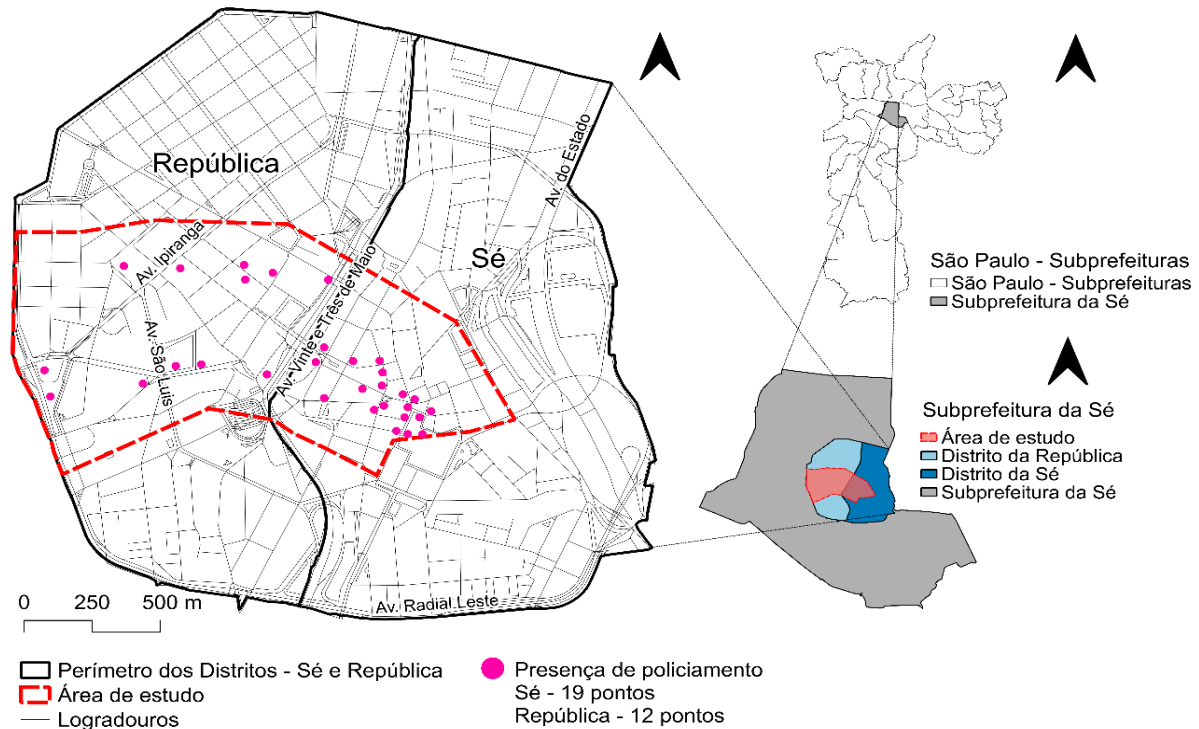 República
Sé
Av. do Estado
Av. Ipiranga
Av. Vinte e Três de Maio
Av. São Luis
Av. Radial Leste
0 250 500 m
Perímetro dos Distritos - Sé e República
Área de estudo
Logradouros
Presença de policiamento
Sé - 19 pontos
República - 12 pontos
São Paulo - Subprefeituras
São Paulo - Subprefeituras
Subprefeitura da Sé
Subprefeitura da Sé
Área de estudo
Distrito da República
Distrito da Sé
Subprefeitura da Sé